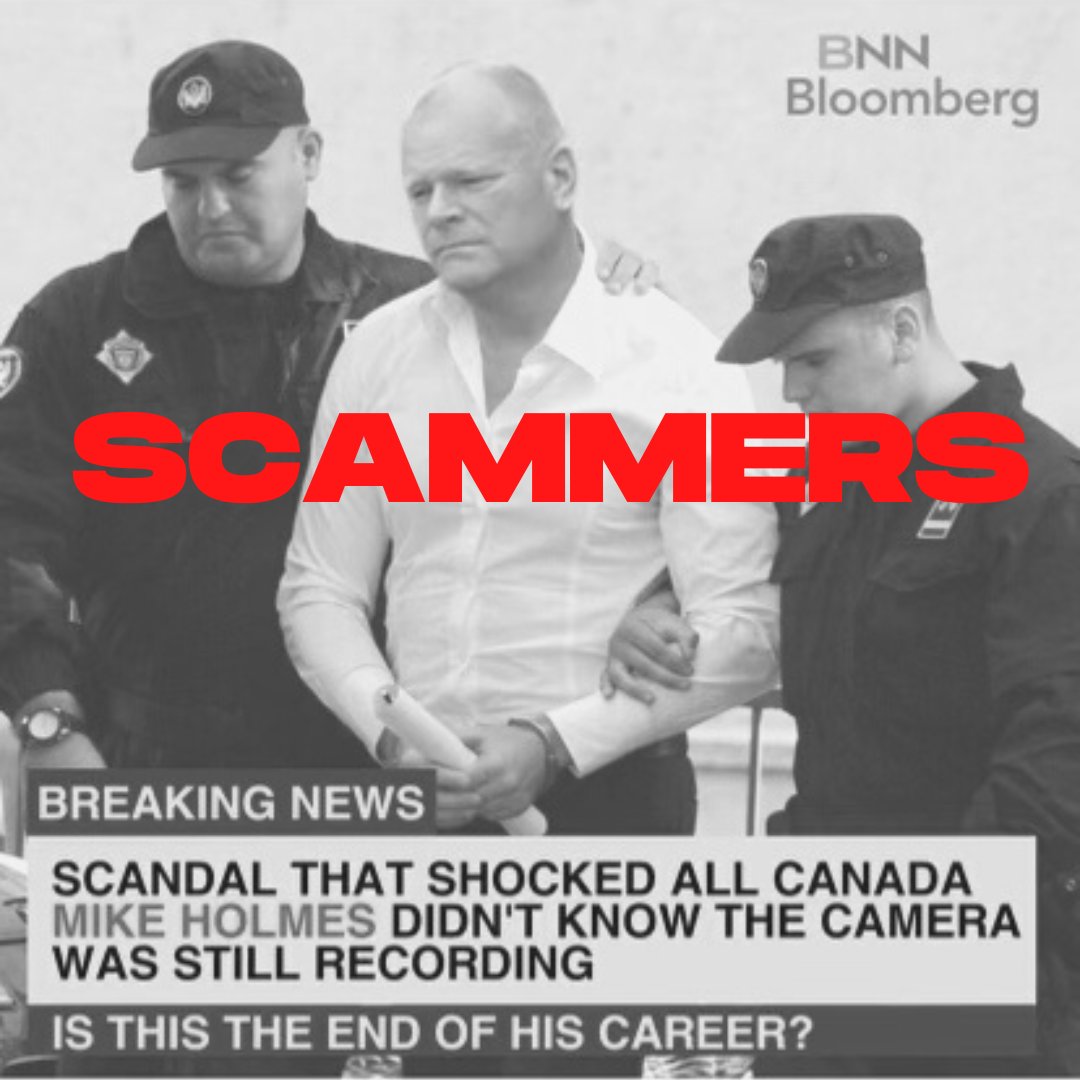 BNN
Bloomberg
SCAMMERS
BREAKING NEWS
SCANDAL THAT SHOCKED ALL CANADA
MIKE HOLMES DIDN'T KNOW THE CAMERA
WAS STILL RECORDING
IS THIS THE END OF HIS CAREER?